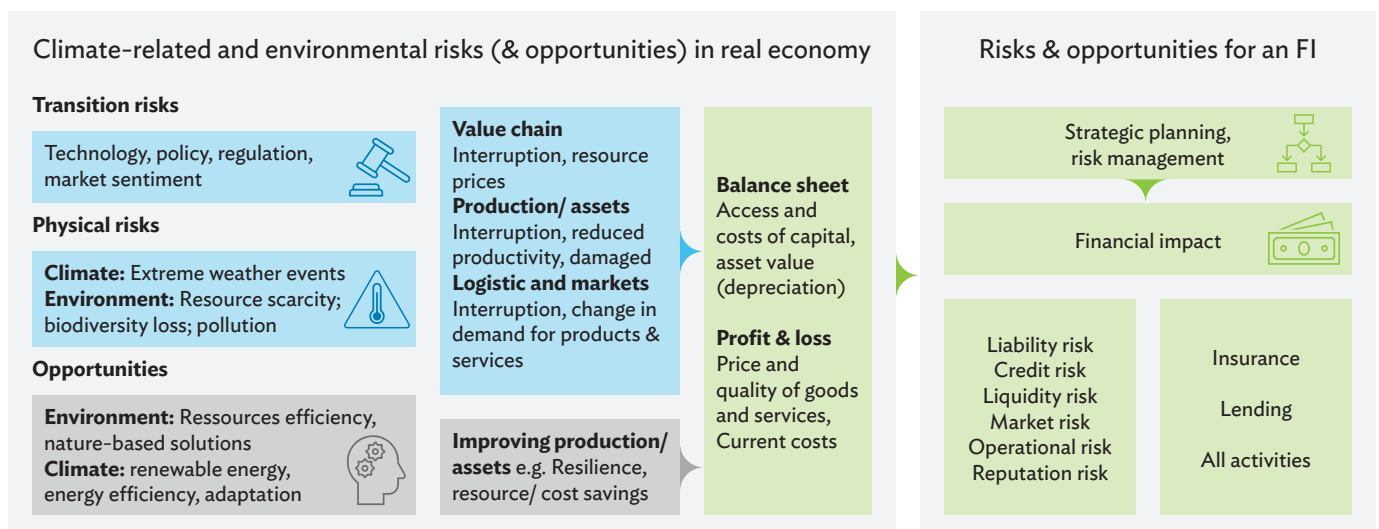 Climate-related and environmental risks (& opportunities) in real economy
Transition risks
Technology, policy, regulation,
market sentiment
Physical risks
Climate: Extreme weather events
Environment: Resource scarcity;
biodiversity loss; pollution
Opportunities
Environment: Ressources efficiency,
nature-based solutions
Climate: renewable energy,
energy efficiency, adaptation
Value chain
Interruption, resource
prices
Production/ assets
Interruption, reduced
productivity, damaged
Logistic and markets
Interruption, change in
demand for products &
services
Improving production/
assets e.g. Resilience,
resource/ cost savings
Balance sheet
Access and
costs of capital,
asset value
(depreciation)
Profit & loss
Price and
quality of goods
and services,
Current costs
Risks & opportunities for an FI
Strategic planning,
risk management
Financial impact
Liability risk
Credit risk
Liquidity risk
Market risk
Operational risk
Reputation risk
Insurance
Lending
All activities